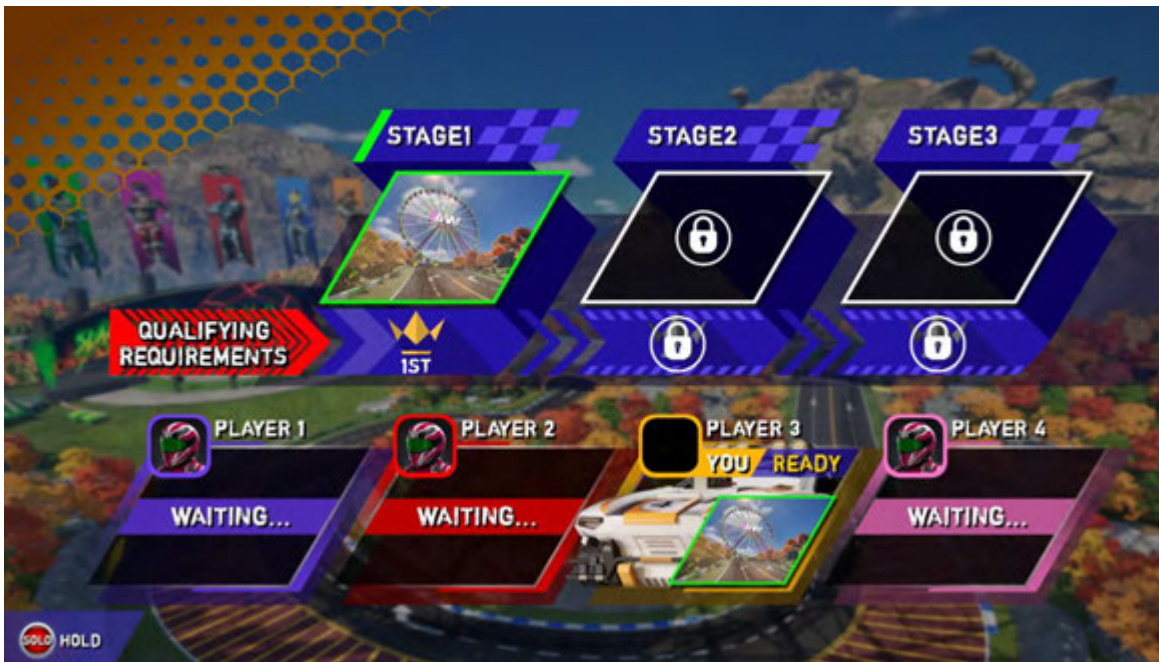 STAGE1
STAGE2
STAGE3
AW
QUALIFYING
REQUIREMENTS
1ST
PLAYER 1
PLAYER 2
PLAYER 3
PLAYER 4
YOU
READY
WAITING...
WAITING...
WAITING...
SOLO HOLD